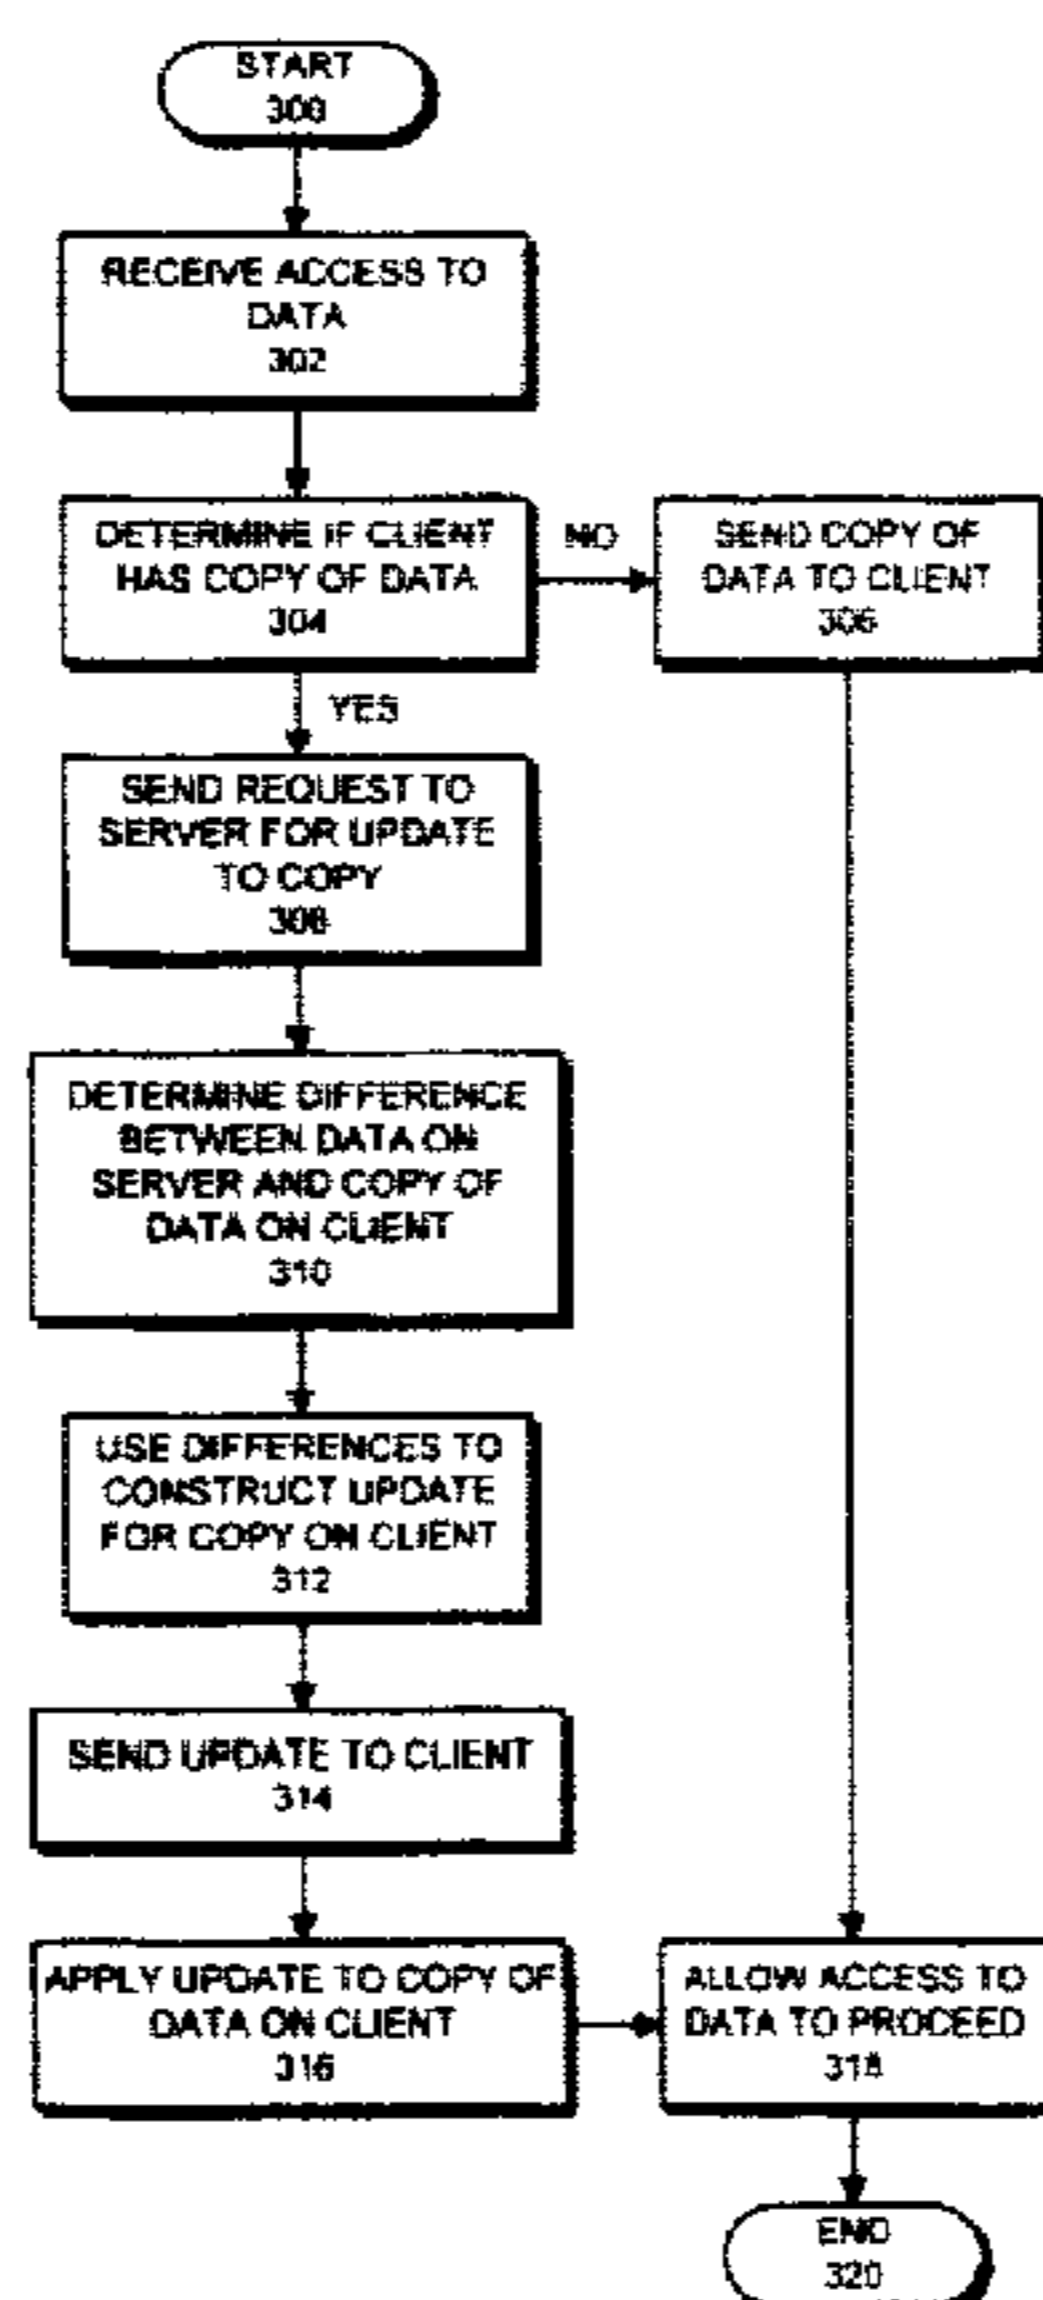 START
300
RECEIVE ACCESS TO
DATA
302
DETERMINE IF CLIENT
HAS COPY OF DATA
304
NO
SEND COPY OF
DATA TO CLIENT
306
YES
SEND REQUEST TO
SERVER FOR UPDATE
TO COPY
308
DETERMINE DIFFERENCE
BETWEEN DATA ON
SERVER AND COPY OF
DATA ON CLIENT
310
USE DIFFERENCES TO
CONSTRUCT UPDATE
FOR COPY ON CLIENT
312
SEND UPDATE TO CLIENT
314
APPLY UPDATE TO COPY OF
DATA ON CLIENT
316
ALLOW ACCESS TO
DATA TO PROCEED
318
END
320